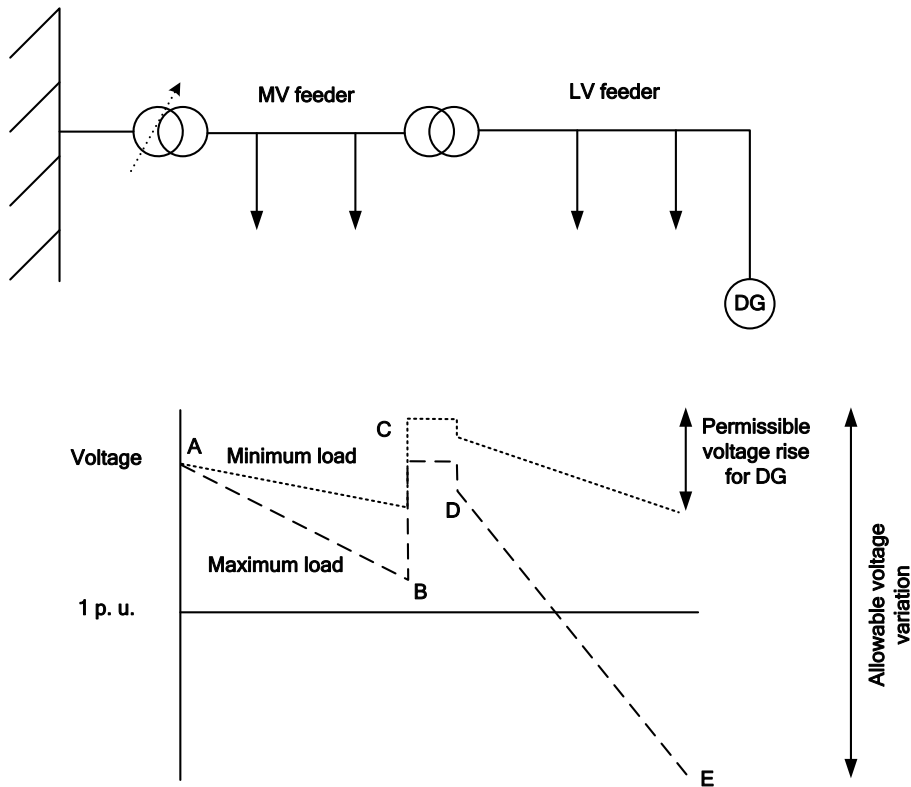 MV feeder
LV feeder
DG
Voltage
A
Minimum load
C
Permissible
voltage rise
for DG
D
Maximum load
B
1 p. u.
Allowable voltage
variation
E